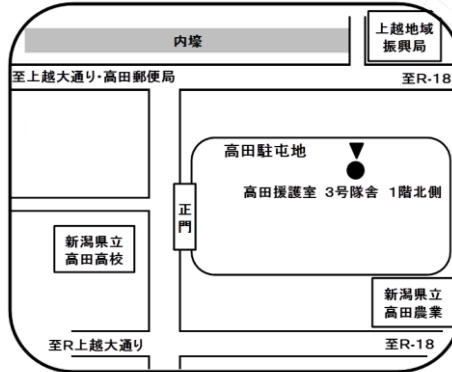 内壕
上越地域
振興局
至上越大通り・高田郵便局
至R-18
高田駐屯地
高田援護室 3号隊舎 1階北側
正門
新潟県立
高田高校
新潟県立
高田農業
至R上越大通り
至R-18